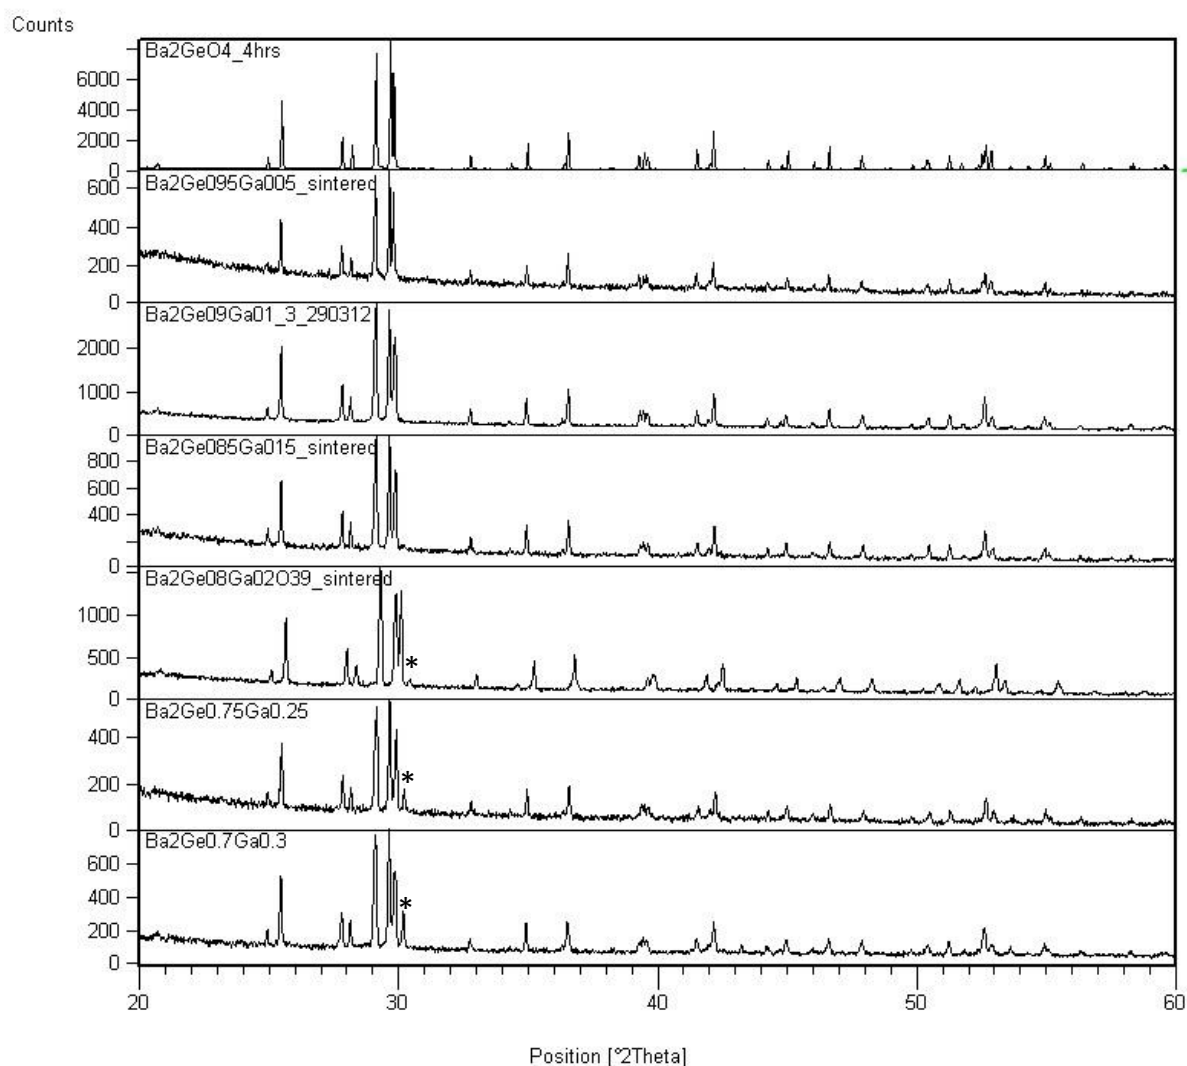 Counts
Ba2GeO4_4hrs
6000
4000
2000
0
Ba2Ge095Ga005_sintered
600
400
200
0
Ba2Ge09Ga01_3_290312
2000
1000
0
Ba2Ge085Ga015_sintered
800
600
400
0
Ba2Ge08Ga02O39_sintered
1000
500
*
0
Ba2Ge0.75Ga0.25
400
200
*
0
Ba2Ge0.7Ga0.3
600
400
*
200
0
20 30 40 50 60
Position [°2Theta]